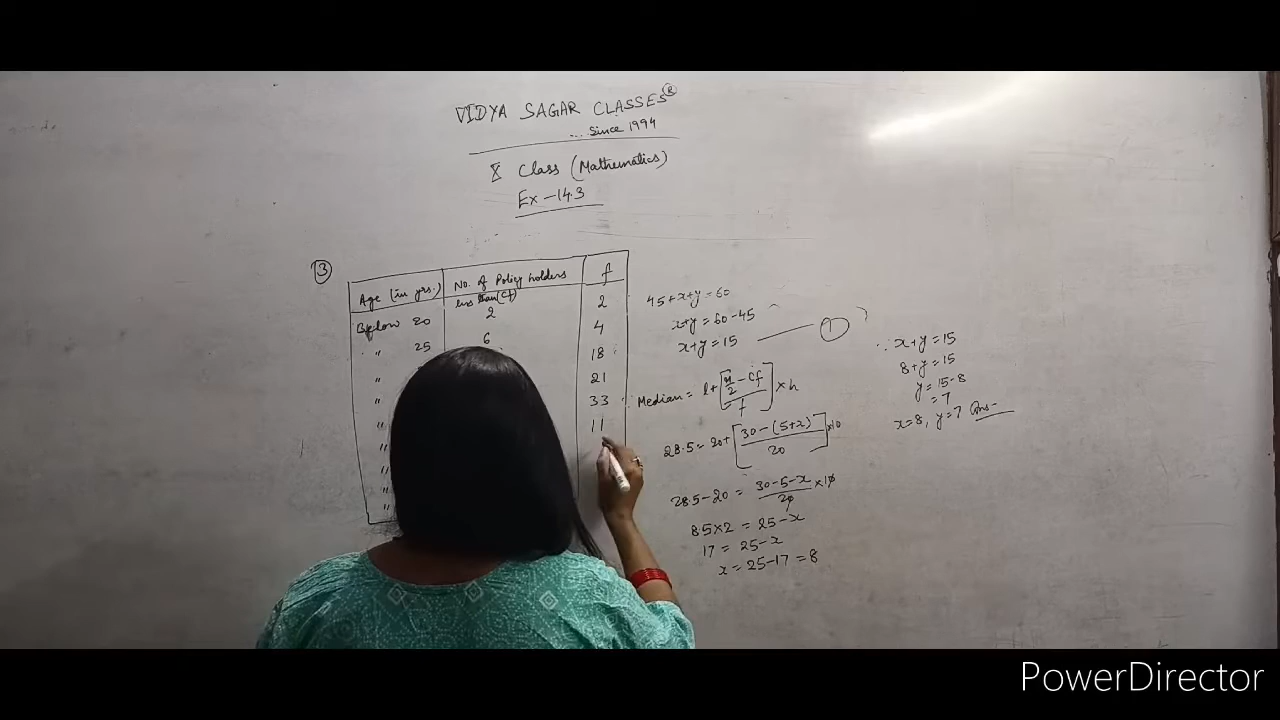 VIDYA SAGAR CLASSES®
... Since 1994
X Class (Mathematics)
Ex - 14.3
③
Age (in yrs.) No. of Policy holders f
less than (cf)
Below 20 2 2
" 25 6 4
" 18
" 21
" 33
" 11
"
"
"
45+x+y=60
x+y=60-45
x+y=15 —— ①
Median = l+[n/2 - cf / f] × h
28.5 = 20+[30-(5+x) / 20] ×10
28.5-20 = 30-5-x / 20 ×10
8.5×2 = 25-x
17 = 25-x
x = 25-17 = 8
∵ x+y=15
8+y=15
y=15-8
=7
x=8, y=7 Ans-
PowerDirector